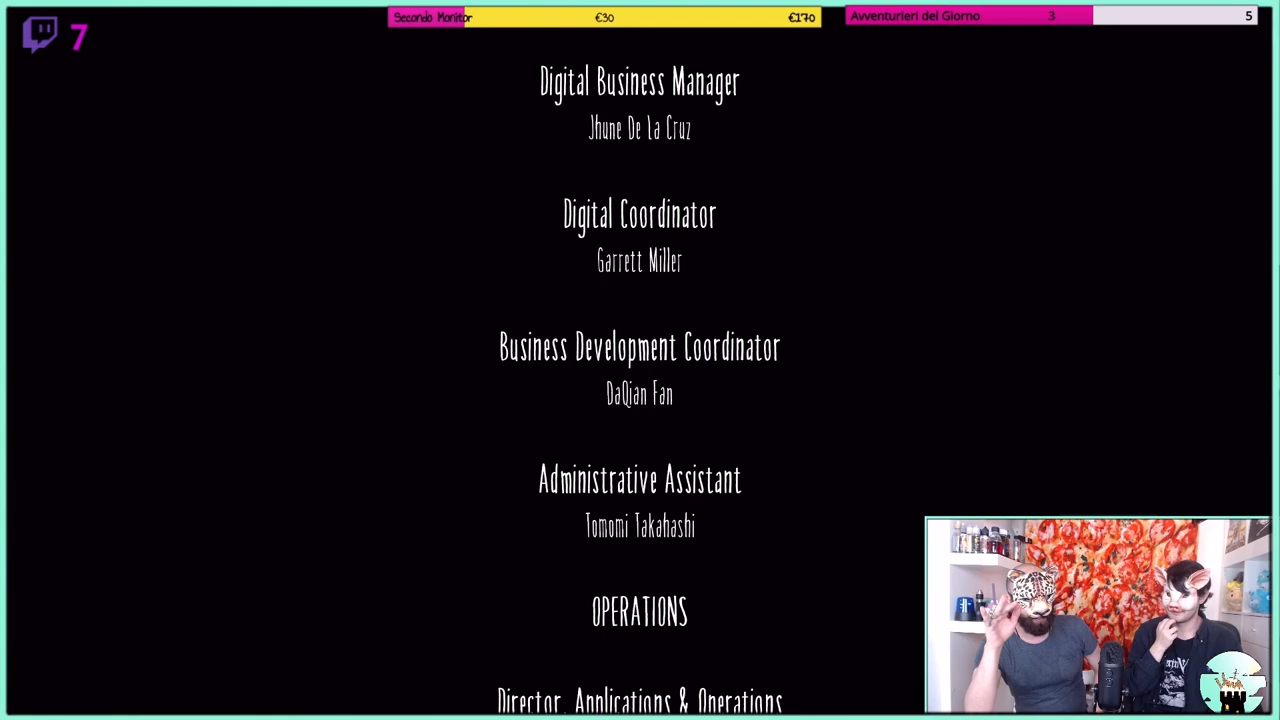 7
Secondo Monitor €30 €170
Avventurieri del Giorno 3 5
Digital Business Manager
Jhune De La Cruz
Digital Coordinator
Garrett Miller
Business Development Coordinator
DaQian Fan
Administrative Assistant
Tomomi Takahashi
OPERATIONS
Director, Applications & Operations